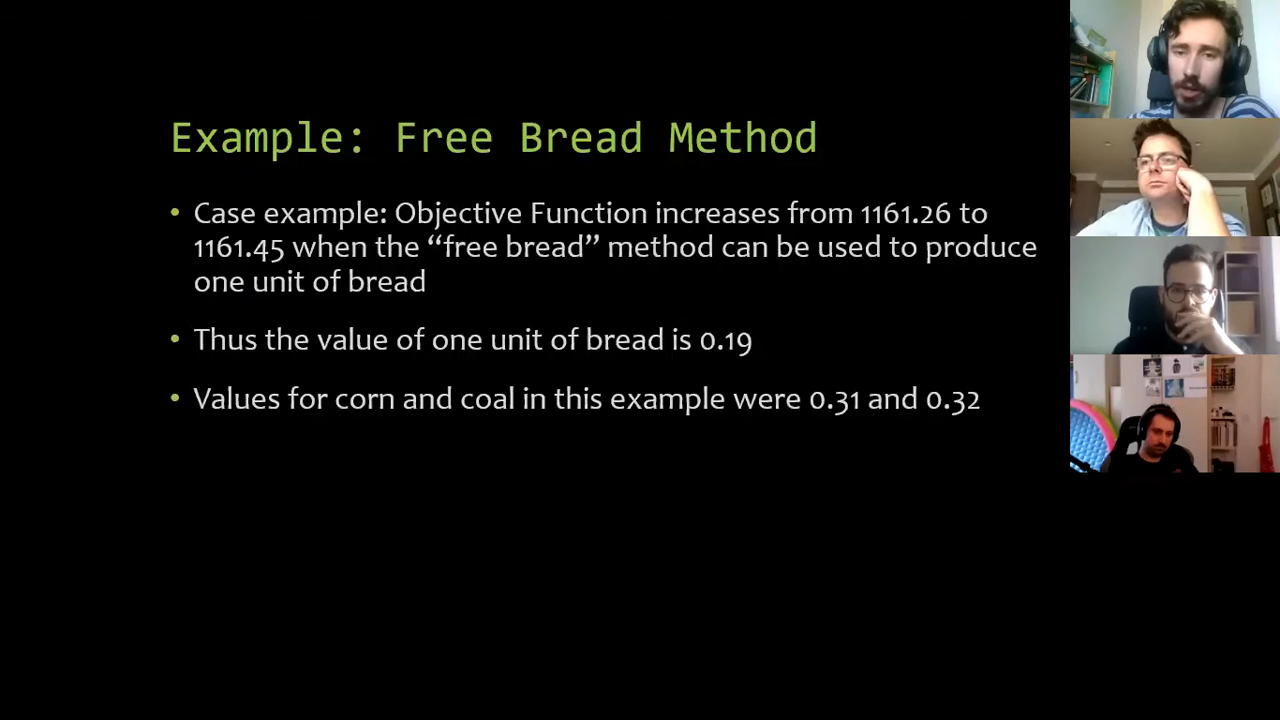 Example: Free Bread Method
• Case example: Objective Function increases from 1161.26 to
1161.45 when the “free bread” method can be used to produce
one unit of bread
• Thus the value of one unit of bread is 0.19
• Values for corn and coal in this example were 0.31 and 0.32